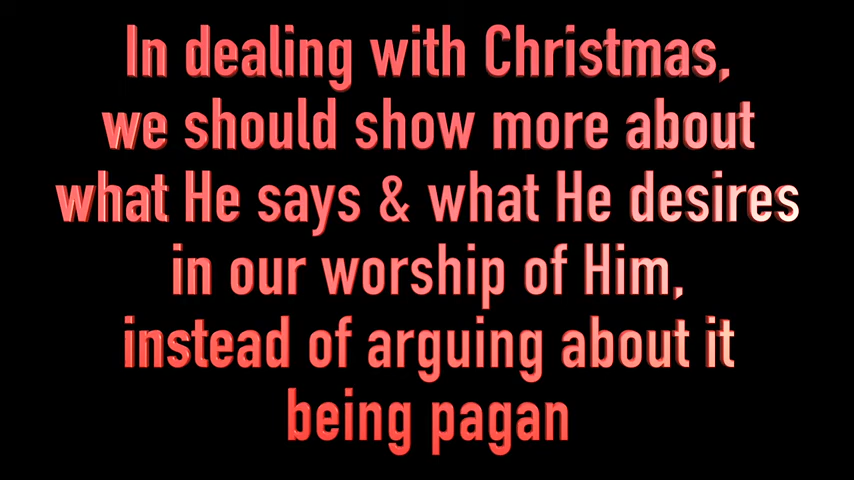 In dealing with Christmas,
we should show more about
what He says & what He desires
in our worship of Him,
instead of arguing about it
being pagan